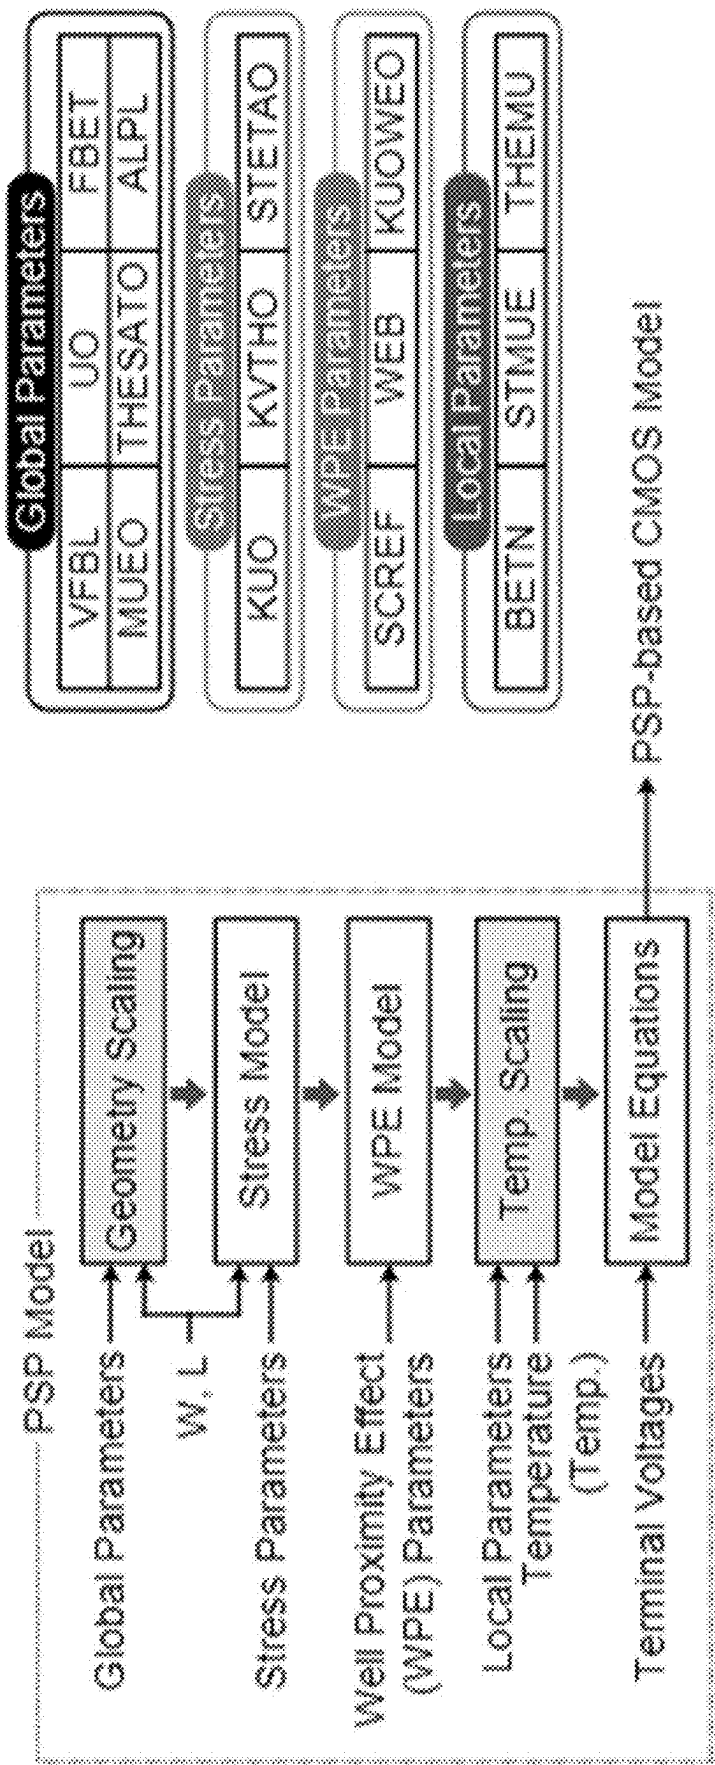 PSP Model
Global Parameters
W, L
Stress Parameters
Well Proximity Effect
(WPE) Parameters
Local Parameters
Temperature
(Temp.)
Terminal Voltages
Geometry Scaling
Stress Model
WPE Model
Temp. Scaling
Model Equations
PSP-based CMOS Model
Global Parameters
VFBL UO FBET
MUEO THESATO ALPL
Stress Parameters
KUO KVTHO STETAO
WPE Parameters
SCREF WEB KUOWEO
Local Parameters
BETN STMUE THEMU